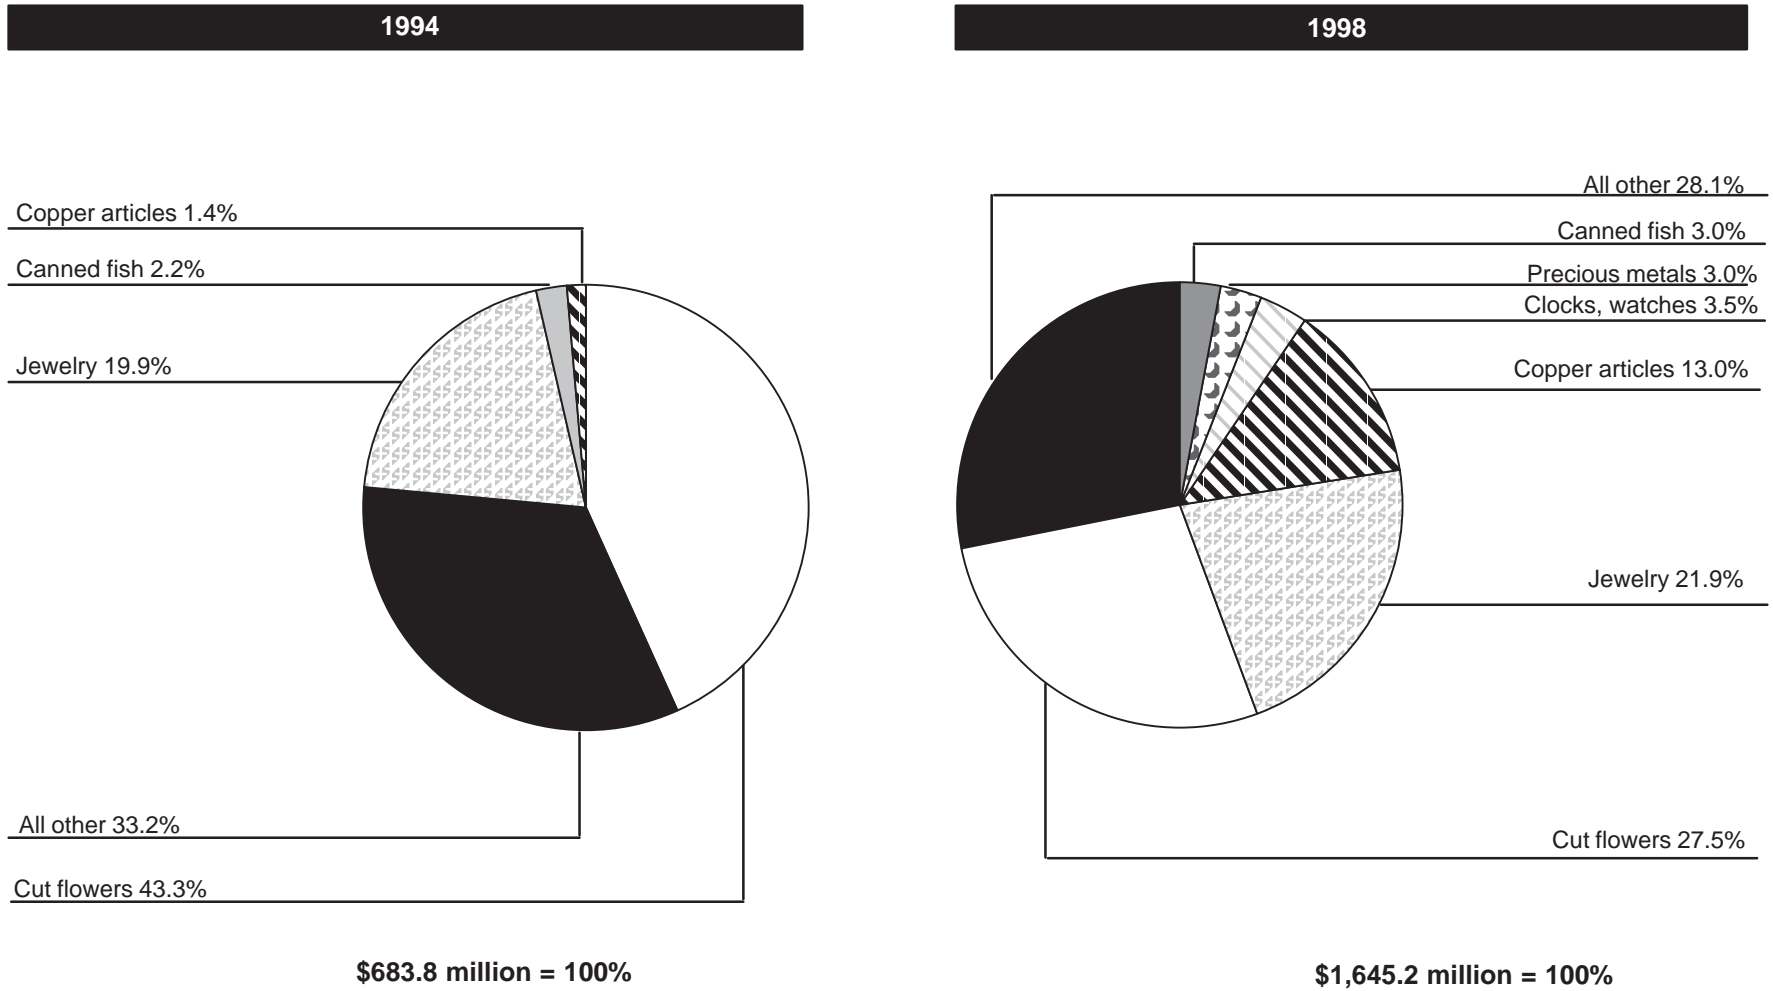 1994
Copper articles 1.4%
Canned fish 2.2%
Jewelry 19.9%
All other 33.2%
Cut flowers 43.3%
$683.8 million = 100%
1998
All other 28.1%
Canned fish 3.0%
Precious metals 3.0%
Clocks, watches 3.5%
Copper articles 13.0%
Jewelry 21.9%
Cut flowers 27.5%
$1,645.2 million = 100%